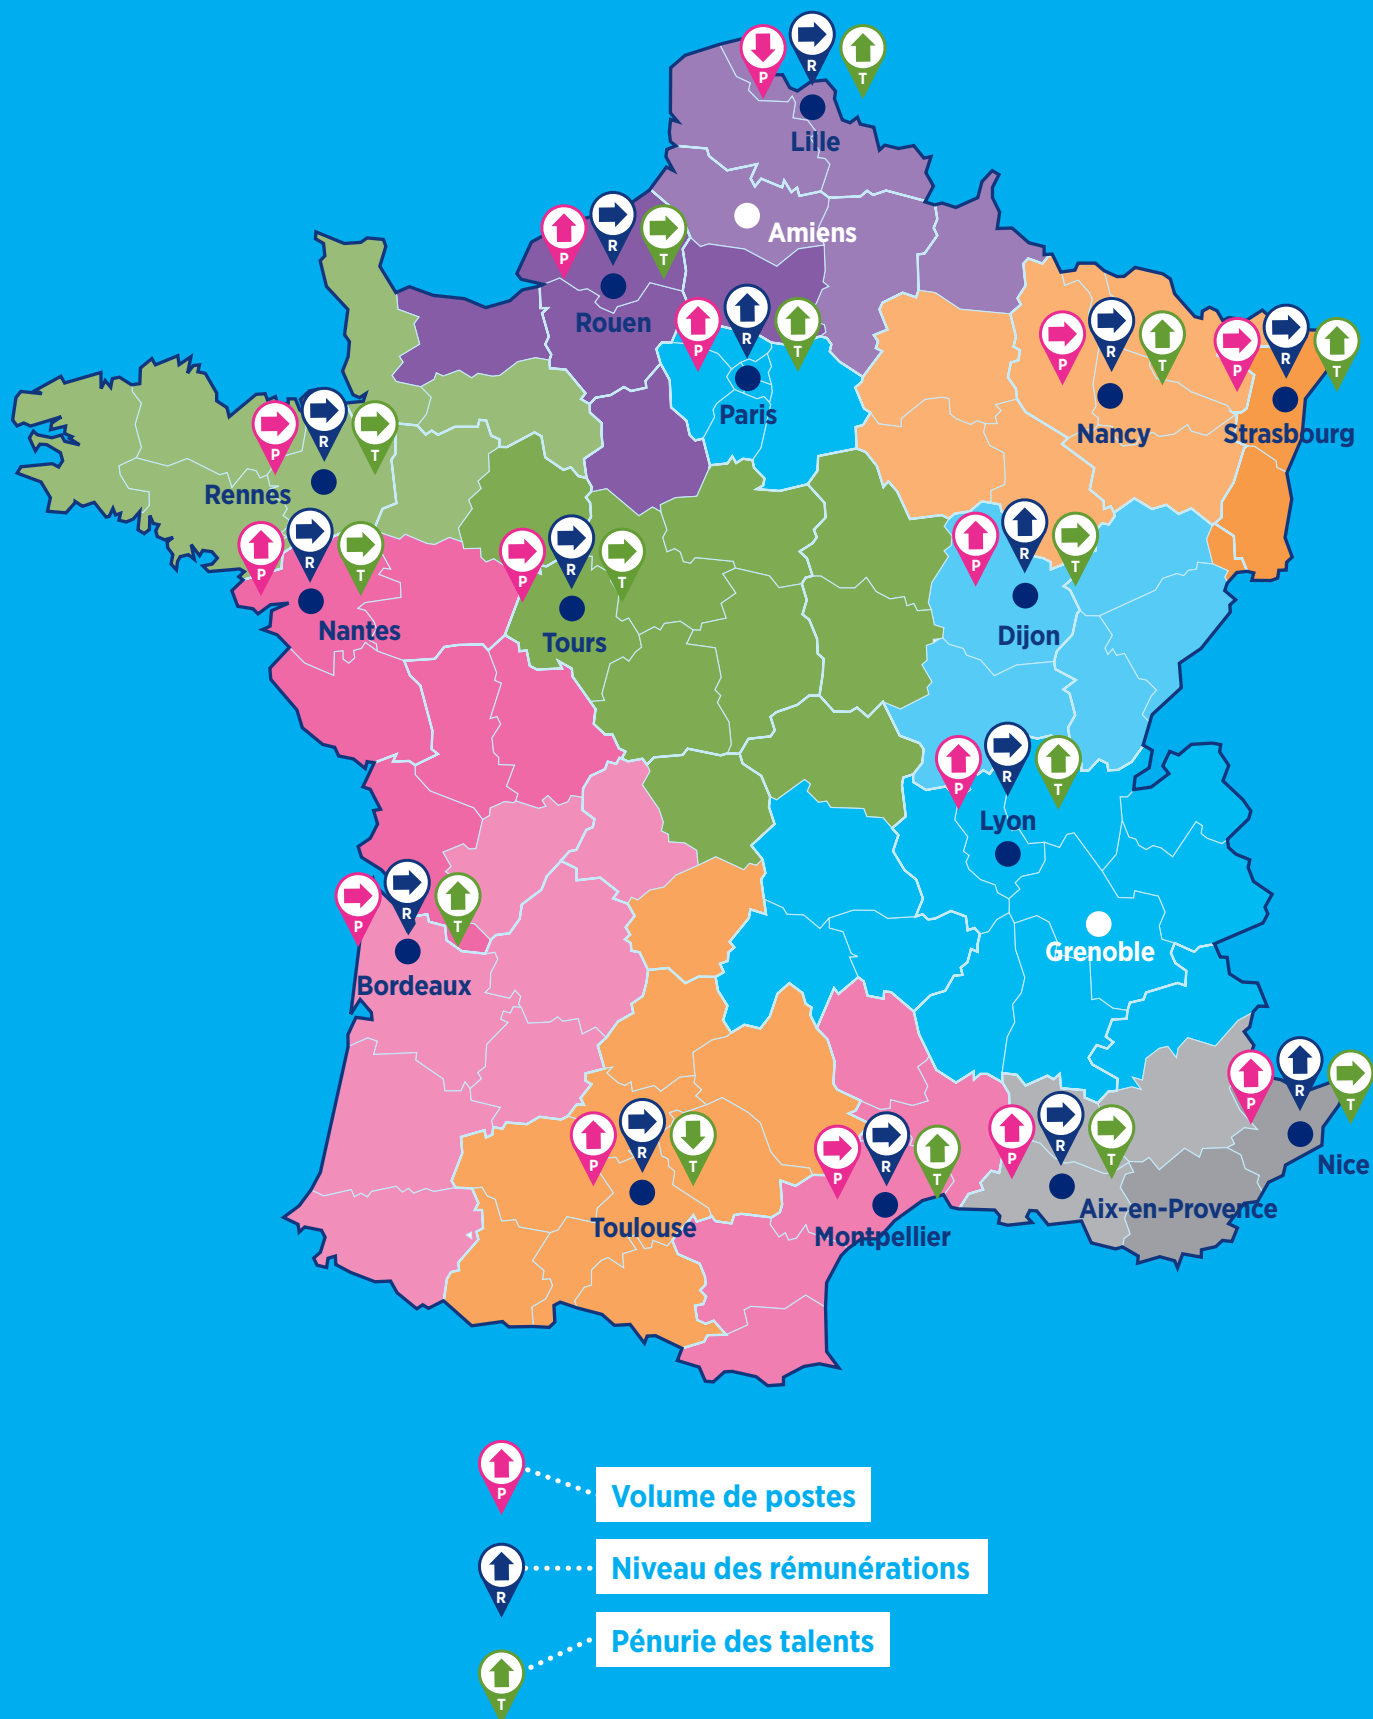 P R T
Lille
Amiens
P R T
Rouen
P R T
Paris
P R T
Nancy
P R T
Strasbourg
P R T
Rennes
P R T
Nantes
P R T
Tours
P R T
Dijon
P R T
Lyon
Grenoble
P R T
Bordeaux
P R T
Nice
P R T
Aix-en-Provence
P R T
Toulouse
P R T
Montpellier
P
Volume de postes
R
Niveau des rémunérations
Pénurie des talents
T